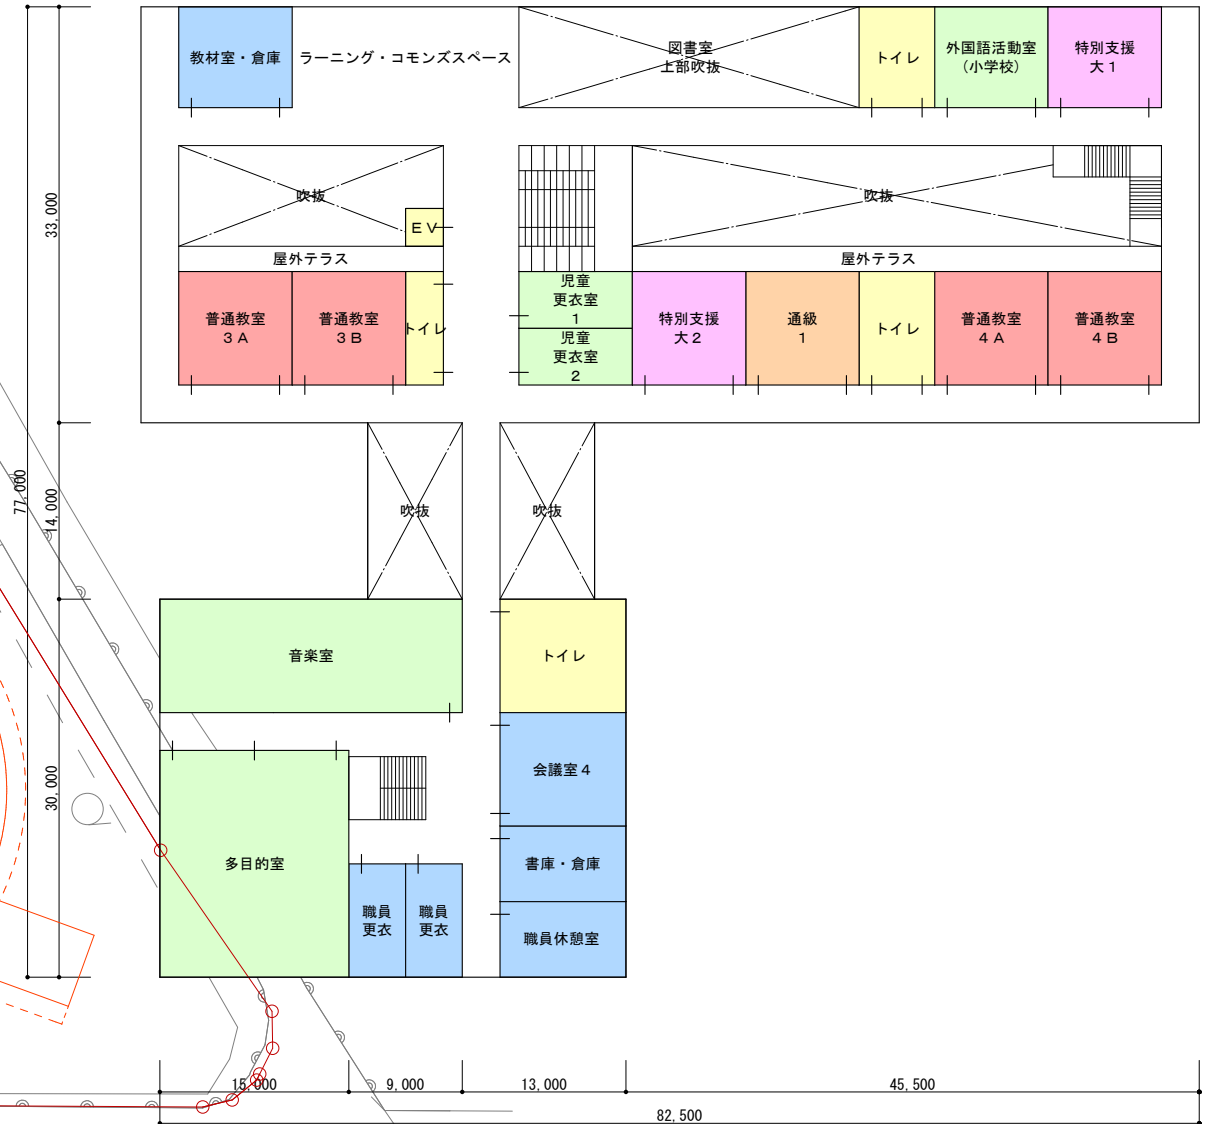 教材室・倉庫
ラーニング・コモンズスペース
図書室
上部吹抜
トイレ
外国語活動室
(小学校)
特別支援
大1
33,000
吹抜
EV
吹抜
屋外テラス
屋外テラス
普通教室
3A
普通教室
3B
トイレ
児童
更衣室
1
児童
更衣室
2
特別支援
大2
通級
1
トイレ
普通教室
4A
普通教室
4B
77,000
14,000
吹抜
吹抜
音楽室
トイレ
30,000
会議室4
多目的室
書庫・倉庫
職員
更衣
職員
更衣
職員休憩室
15,000
9,000
13,000
45,500
82,500